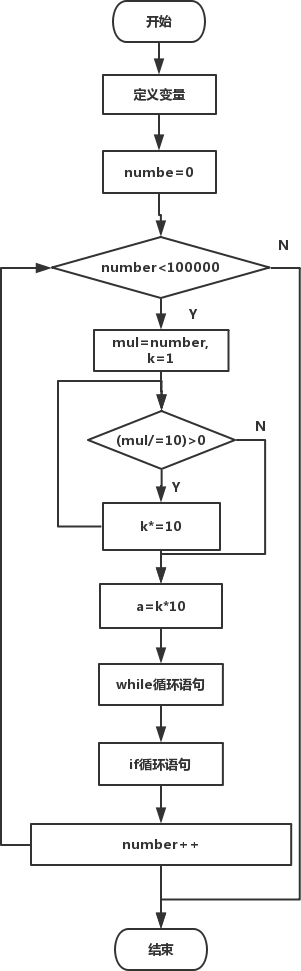 开始
定义变量
numbe=0
number<100000
N
Y
mul=number,
k=1
(mul/=10)>0
N
Y
k*=10
a=k*10
while循环语句
if循环语句
number++
结束